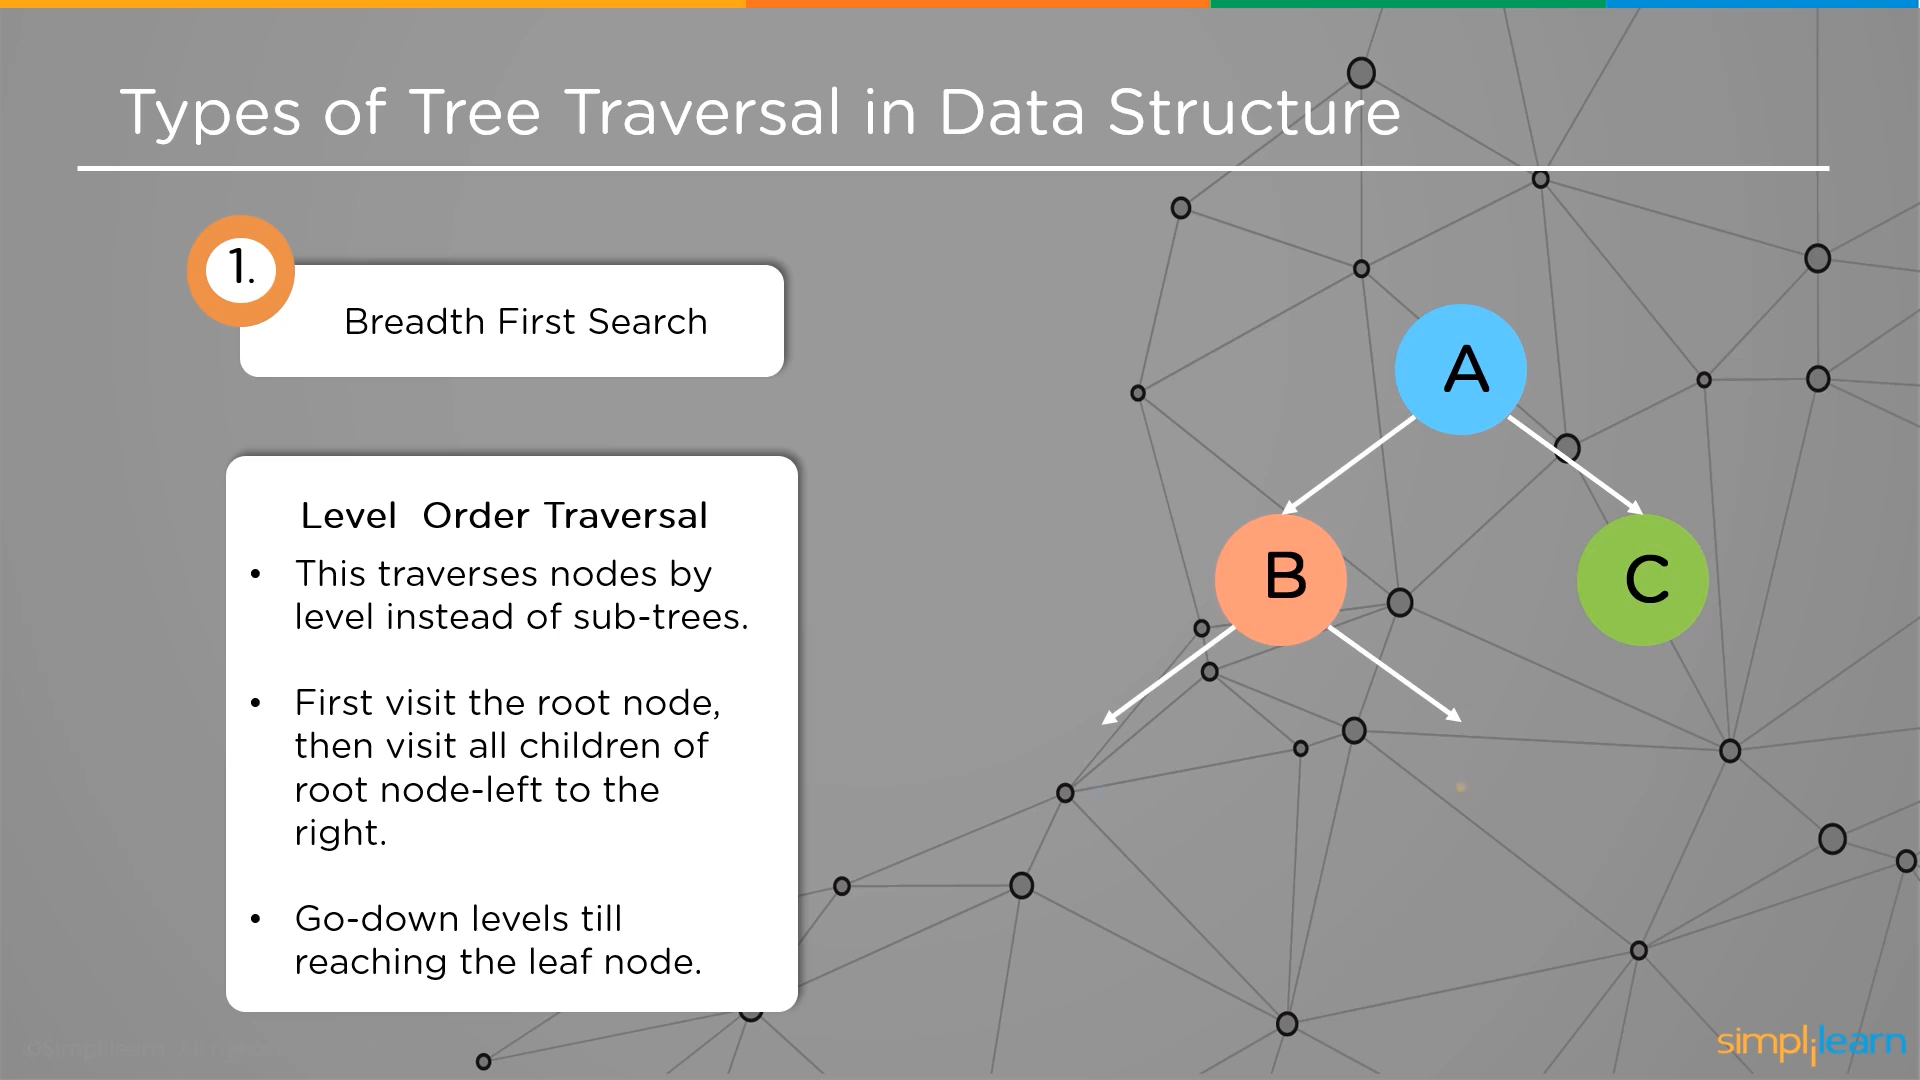 Types of Tree Traversal in Data Structure
1.
Breadth First Search
Level Order Traversal
• This traverses nodes by
level instead of sub-trees.
• First visit the root node,
then visit all children of
root node-left to the
right.
• Go-down levels till
reaching the leaf node.
A
B
C
simplilearn